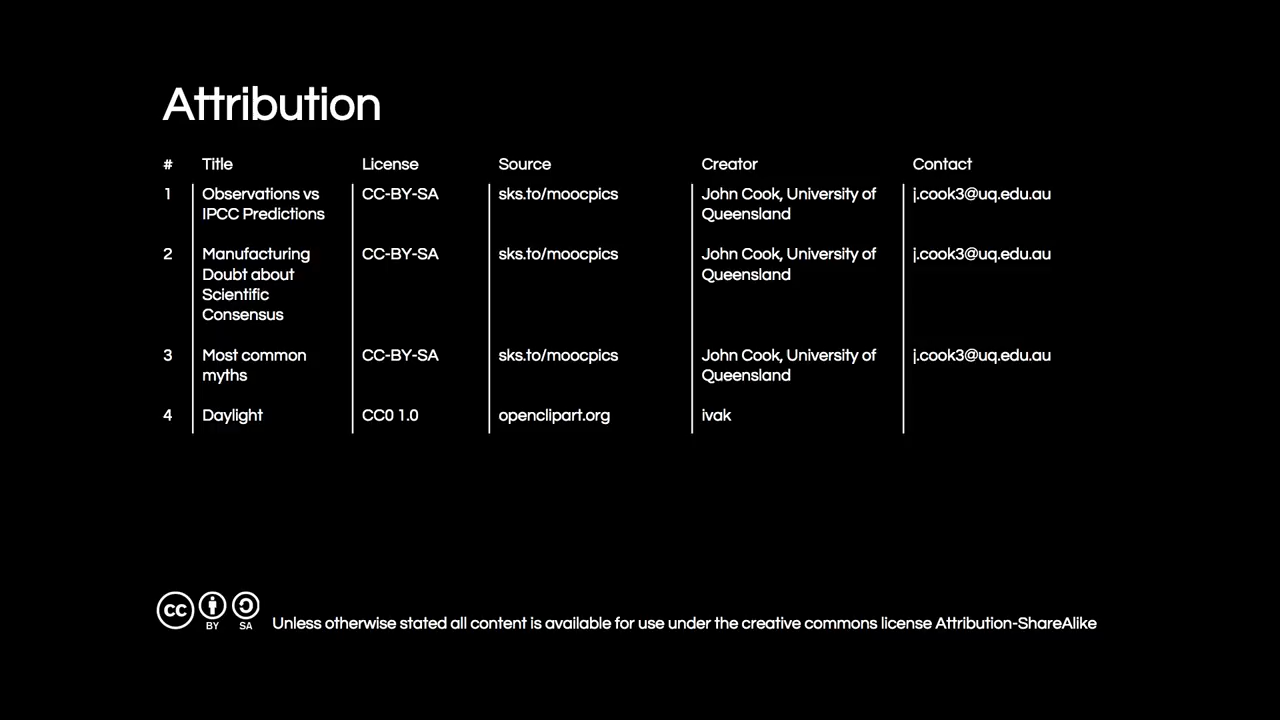 Attribution
# Title License Source Creator Contact
1 Observations vs CC-BY-SA sks.to/moocpics John Cook, University of j.cook3@uq.edu.au
IPCC Predictions Queensland
2 Manufacturing CC-BY-SA sks.to/moocpics John Cook, University of j.cook3@uq.edu.au
Doubt about Queensland
Scientific
Consensus
3 Most common CC-BY-SA sks.to/moocpics John Cook, University of j.cook3@uq.edu.au
myths Queensland
4 Daylight CC0 1.0 openclipart.org ivak
cc BY SA Unless otherwise stated all content is available for use under the creative commons license Attribution-ShareAlike